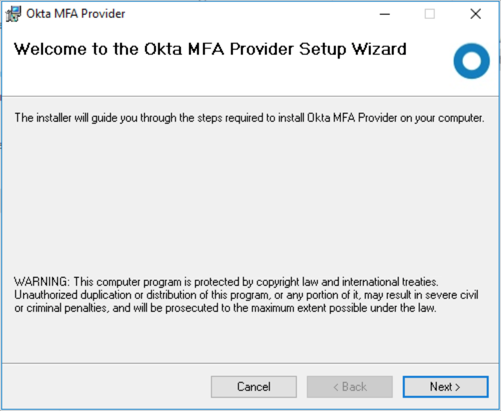 Okta MFA Provider
Welcome to the Okta MFA Provider Setup Wizard
The installer will guide you through the steps required to install Okta MFA Provider on your computer.
WARNING: This computer program is protected by copyright law and international treaties.
Unauthorized duplication or distribution of this program, or any portion of it, may result in severe civil
or criminal penalties, and will be prosecuted to the maximum extent possible under the law.
Cancel
< Back
Next >